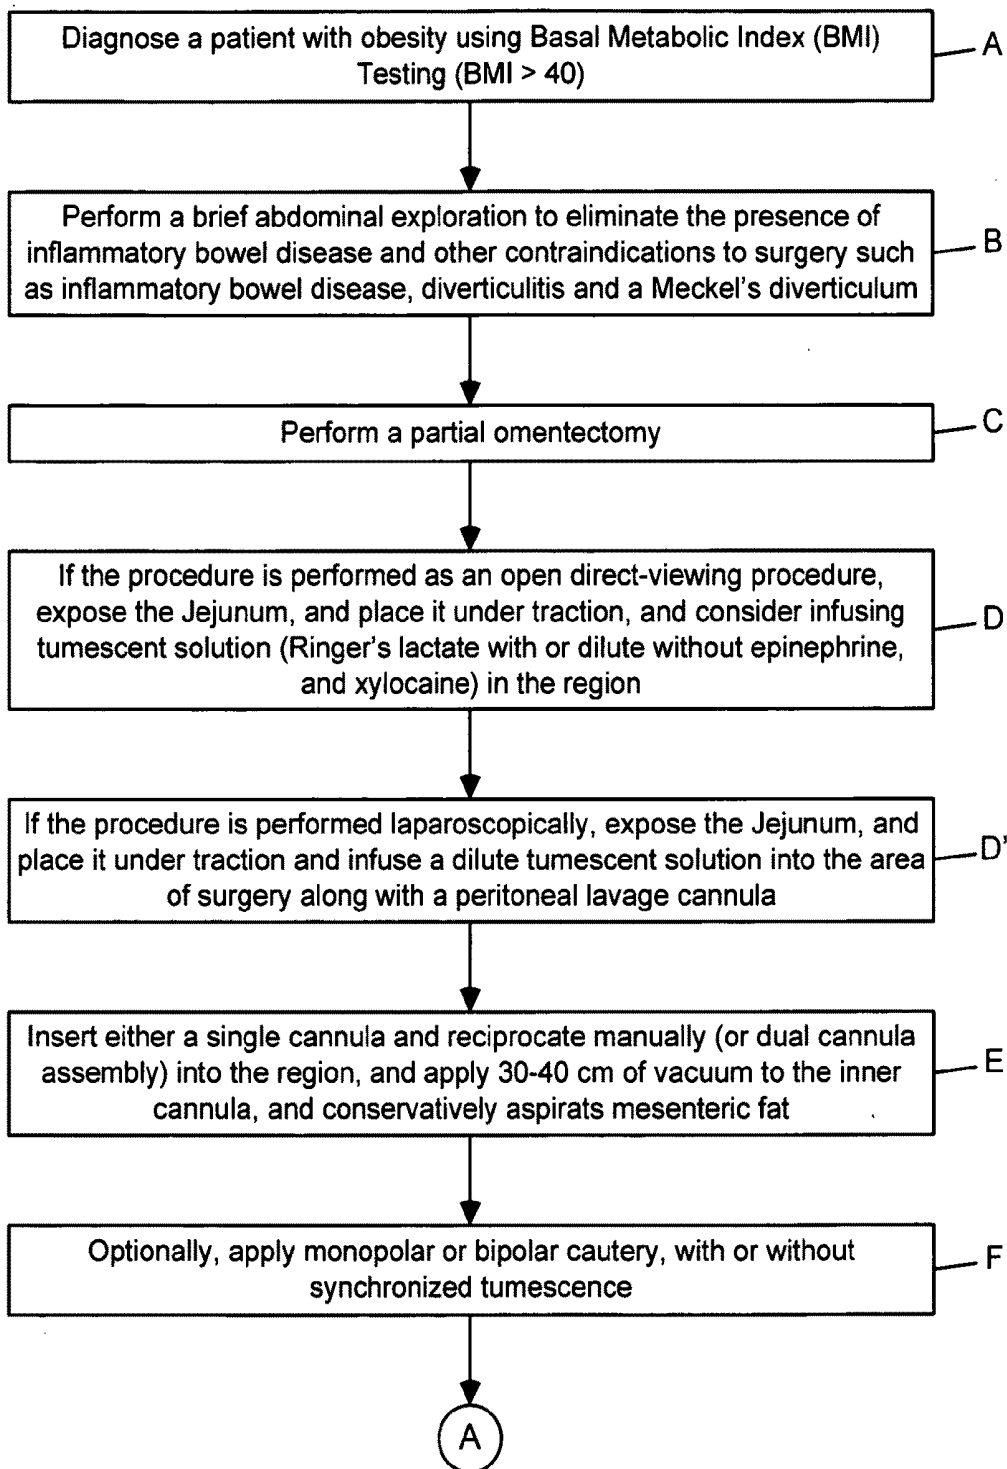 Diagnose a patient with obesity using Basal Metabolic Index (BMI)
Testing (BMI > 40)
A
Perform a brief abdominal exploration to eliminate the presence of
inflammatory bowel disease and other contraindications to surgery such
as inflammatory bowel disease, diverticulitis and a Meckel's diverticulum
B
Perform a partial omentectomy
C
If the procedure is performed as an open direct-viewing procedure,
expose the Jejunum, and place it under traction, and consider infusing
tumescent solution (Ringer's lactate with or dilute without epinephrine,
and xylocaine) in the region
D
If the procedure is performed laparoscopically, expose the Jejunum, and
place it under traction and infuse a dilute tumescent solution into the area
of surgery along with a peritoneal lavage cannula
D'
Insert either a single cannula and reciprocate manually (or dual cannula
assembly) into the region, and apply 30-40 cm of vacuum to the inner
cannula, and conservatively aspirats mesenteric fat
E
Optionally, apply monopolar or bipolar cautery, with or without
synchronized tumescence
F
A